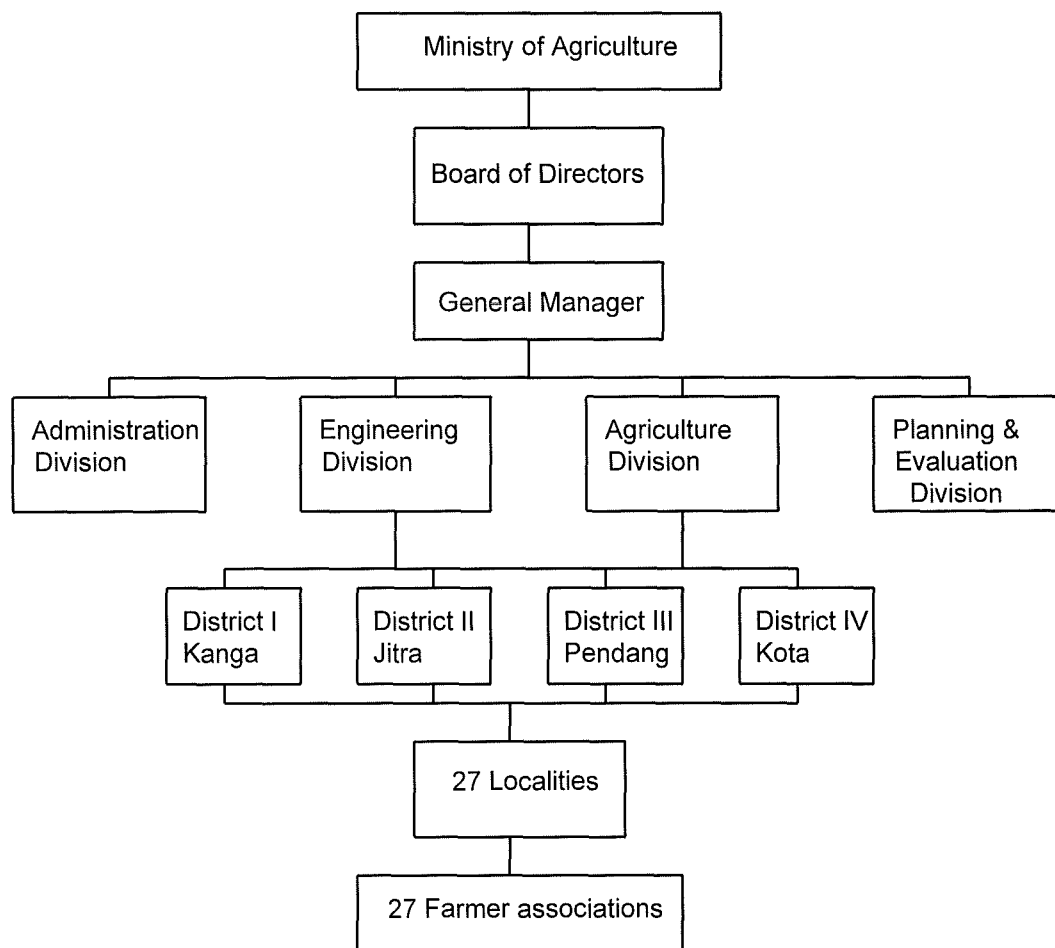 Ministry of Agriculture
Board of Directors
General Manager
Administration
Division
Engineering
Division
Agriculture
Division
Planning &
Evaluation
Division
District I
Kanga
District II
Jitra
District III
Pendang
District IV
Kota
27 Localities
27 Farmer associations